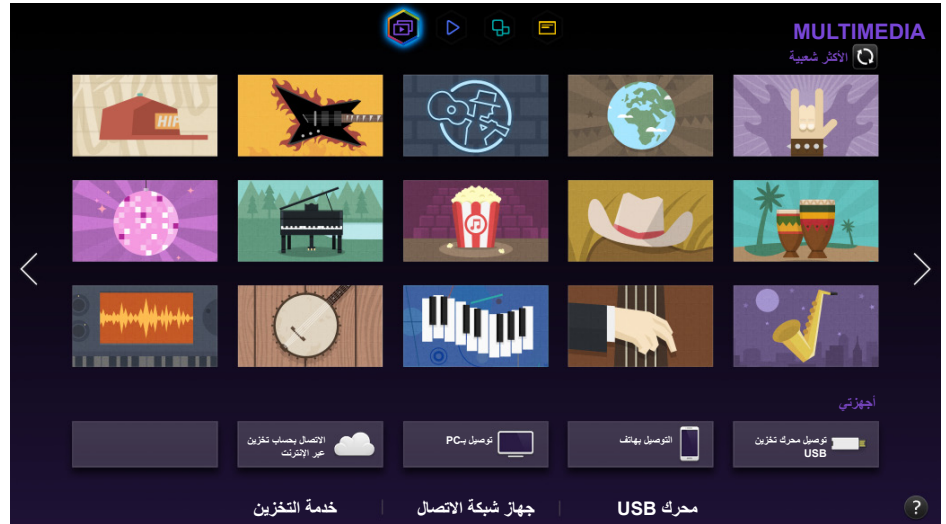 MULTIMEDIA
الأكثر شعبية
HIP
أجهزتي
توصيل محرك تخزين
USB
التوصيل بهاتف
توصيل بـPC
الاتصال بحساب تخزين
عبر الإنترنت
محرك USB
جهاز شبكة الاتصال
خدمة التخزين
?